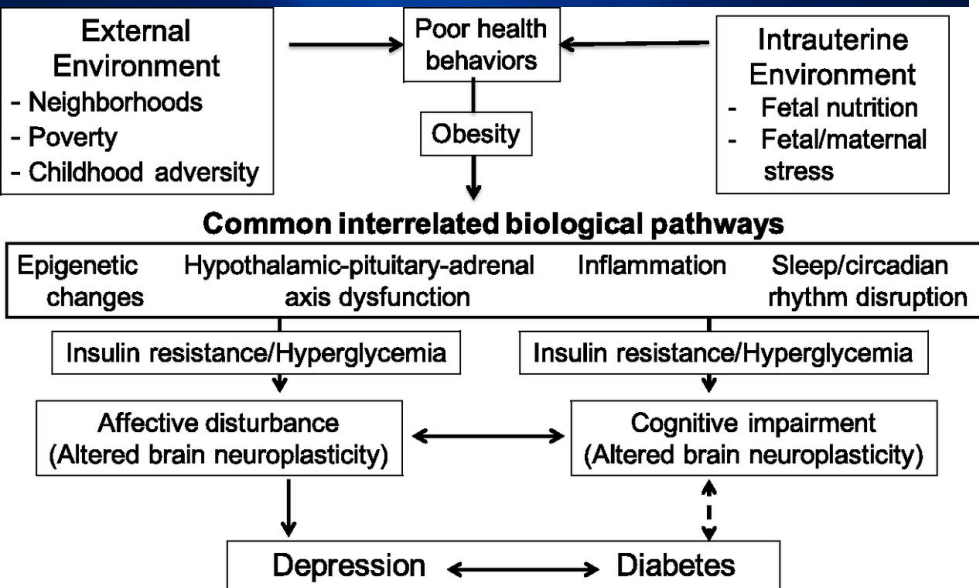 External
Environment
- Neighborhoods
- Poverty
- Childhood adversity
Poor health
behaviors
Intrauterine
Environment
- Fetal nutrition
- Fetal/maternal
stress
Obesity
Common interrelated biological pathways
Epigenetic
changes
Hypothalamic-pituitary-adrenal
axis dysfunction
Inflammation
Sleep/circadian
rhythm disruption
Insulin resistance/Hyperglycemia
Insulin resistance/Hyperglycemia
Affective disturbance
(Altered brain neuroplasticity)
Cognitive impairment
(Altered brain neuroplasticity)
Depression
Diabetes